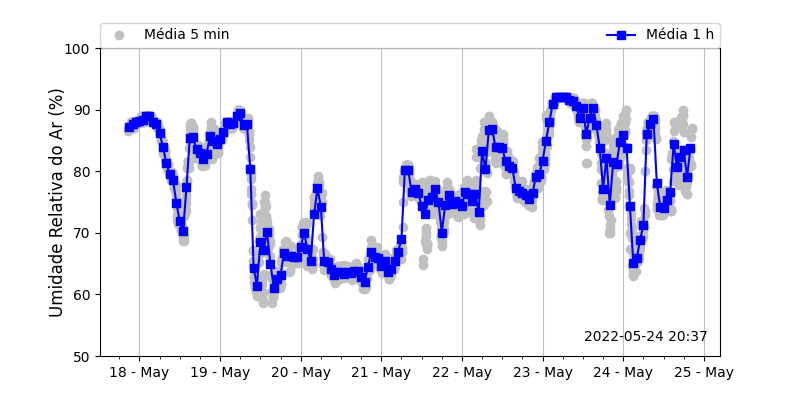 Média 5 min
Média 1 h
Umidade Relativa do Ar (%)
100
90
80
70
60
50
2022-05-24 20:37
18 - May
19 - May
20 - May
21 - May
22 - May
23 - May
24 - May
25 - May